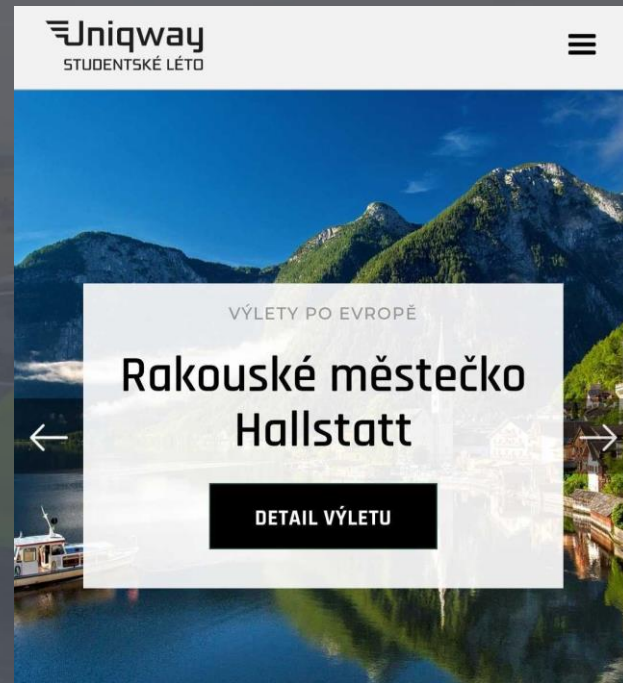 Uniqway
STUDENTSKÉ LÉTO
VÝLETY PO EVROPĚ
Rakouské městečko
Hallstatt
DETAIL VÝLETU